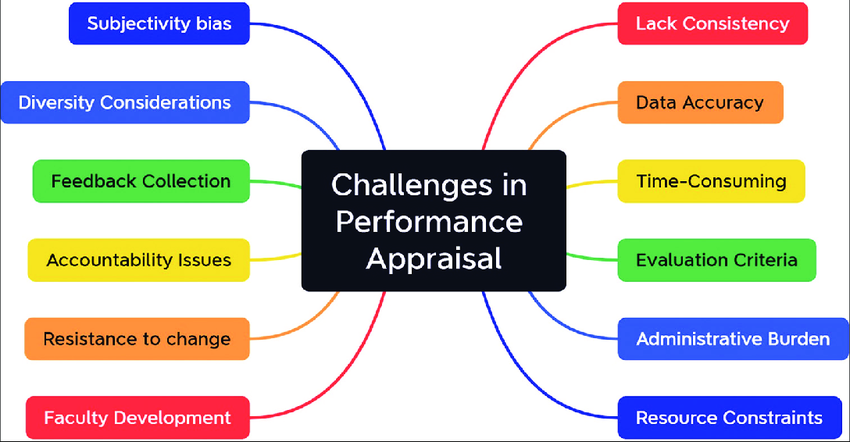 Subjectivity bias
Diversity Considerations
Feedback Collection
Accountability Issues
Resistance to change
Faculty Development
Challenges in
Performance
Appraisal
Lack Consistency
Data Accuracy
Time-Consuming
Evaluation Criteria
Administrative Burden
Resource Constraints